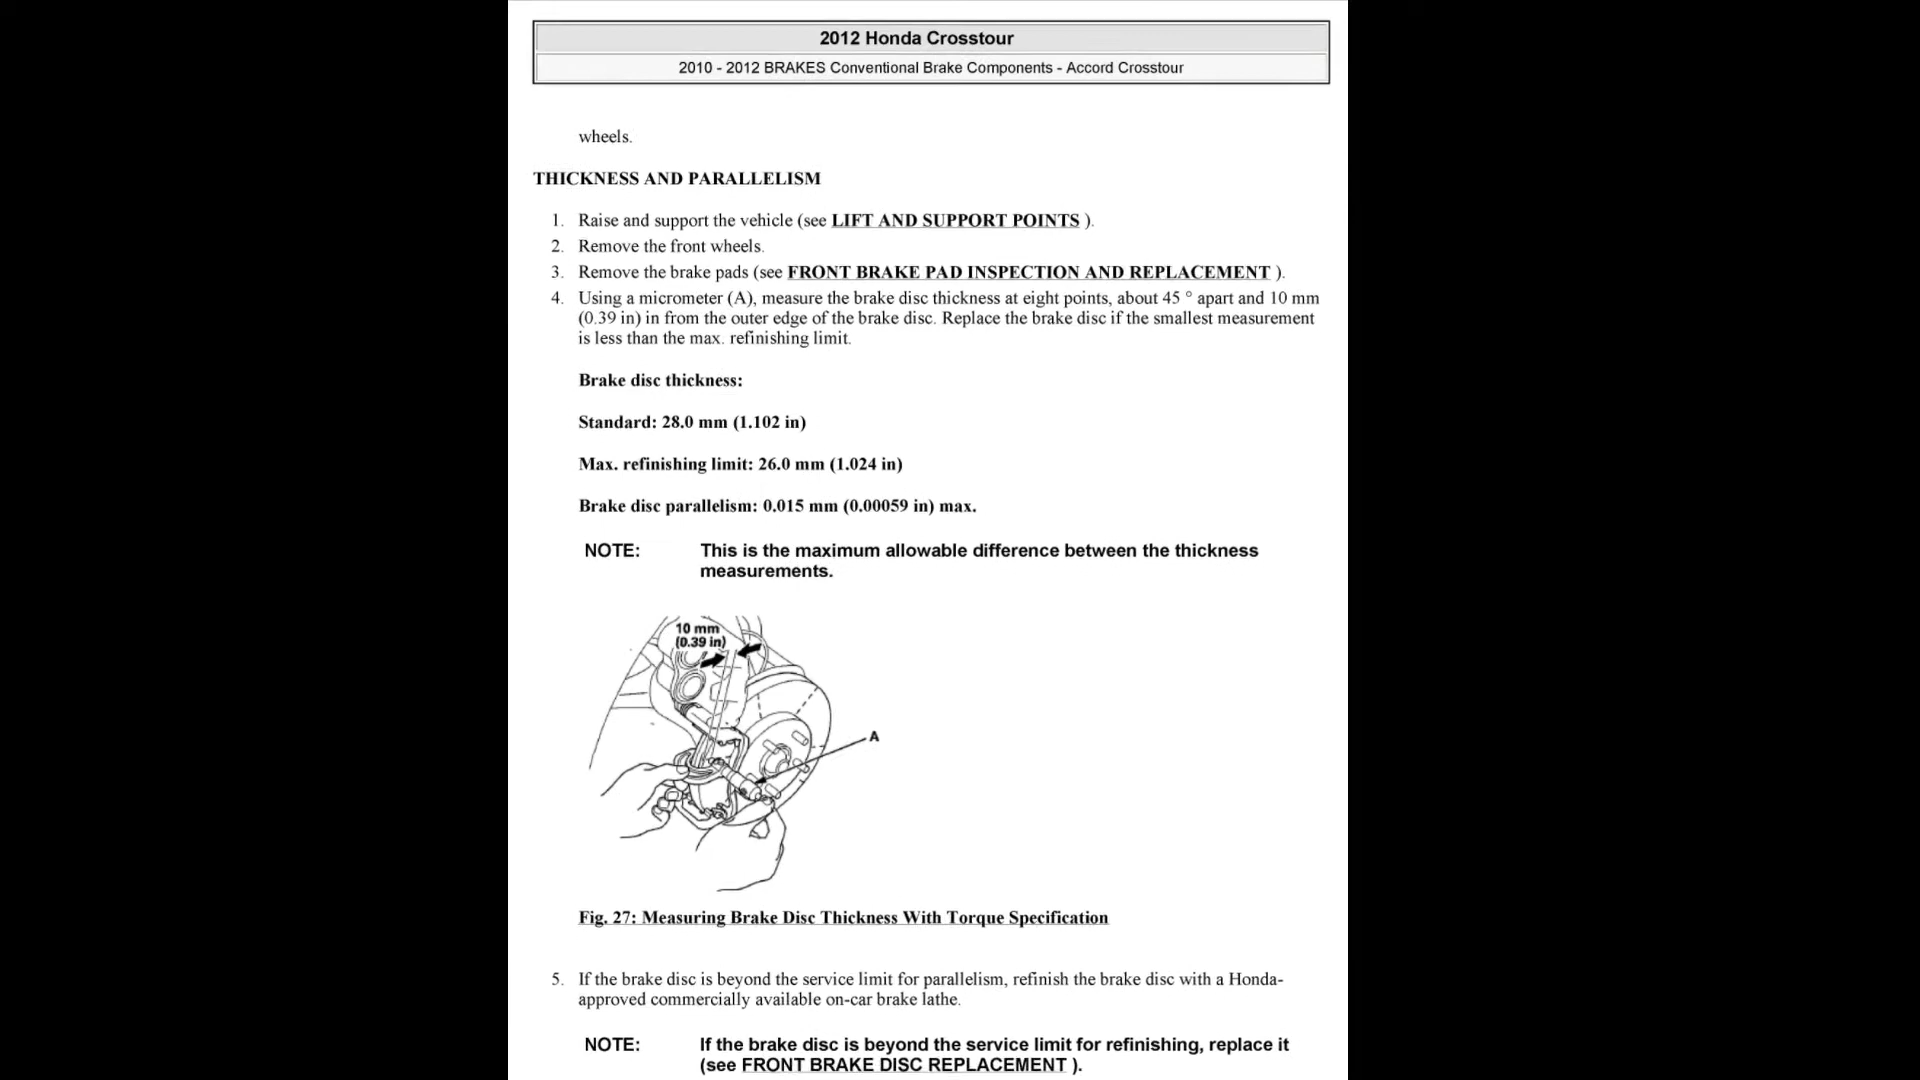 2012 Honda Crosstour
2010 - 2012 BRAKES Conventional Brake Components - Accord Crosstour
wheels.
THICKNESS AND PARALLELISM
1. Raise and support the vehicle (see LIFT AND SUPPORT POINTS ).
2. Remove the front wheels.
3. Remove the brake pads (see FRONT BRAKE PAD INSPECTION AND REPLACEMENT ).
4. Using a micrometer (A), measure the brake disc thickness at eight points, about 45 ° apart and 10 mm
(0.39 in) in from the outer edge of the brake disc. Replace the brake disc if the smallest measurement
is less than the max. refinishing limit.
Brake disc thickness:
Standard: 28.0 mm (1.102 in)
Max. refinishing limit: 26.0 mm (1.024 in)
Brake disc parallelism: 0.015 mm (0.00059 in) max.
NOTE: This is the maximum allowable difference between the thickness
measurements.
10 mm
(0.39 in)
A
Fig. 27: Measuring Brake Disc Thickness With Torque Specification
5. If the brake disc is beyond the service limit for parallelism, refinish the brake disc with a Honda-
approved commercially available on-car brake lathe.
NOTE: If the brake disc is beyond the service limit for refinishing, replace it
(see FRONT BRAKE DISC REPLACEMENT ).